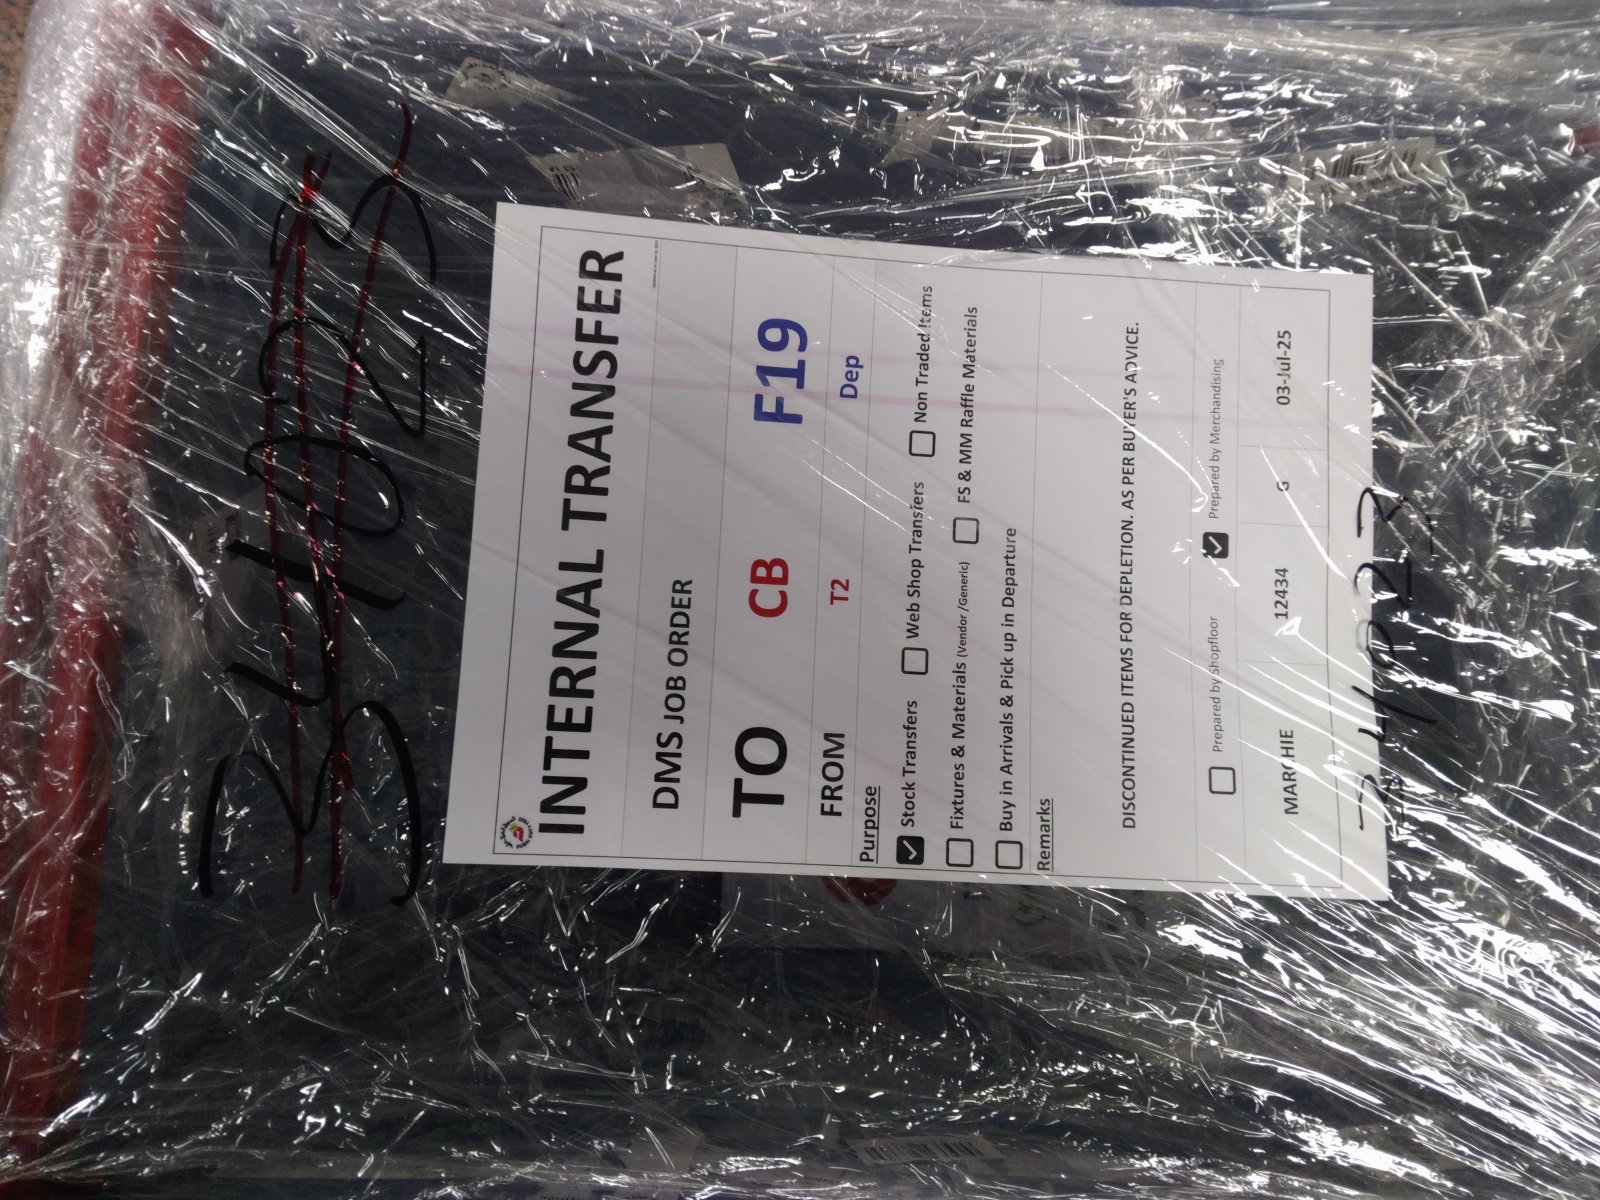 34023
INTERNAL TRANSFER
DMS JOB ORDER
TO CB F19
FROM T2 Dep
Purpose
Stock Transfers Web Shop Transfers Non Traded Items
Fixtures & Materials (Vendor /Generic) FS & MM Raffle Materials
Buy in Arrivals & Pick up in Departure
Remarks
DISCONTINUED ITEMS FOR DEPLETION. AS PER BUYER'S ADVICE.
Prepared by Shopfloor Prepared by Merchandising
MARCHIE 12434 G 03-Jul-25
34023